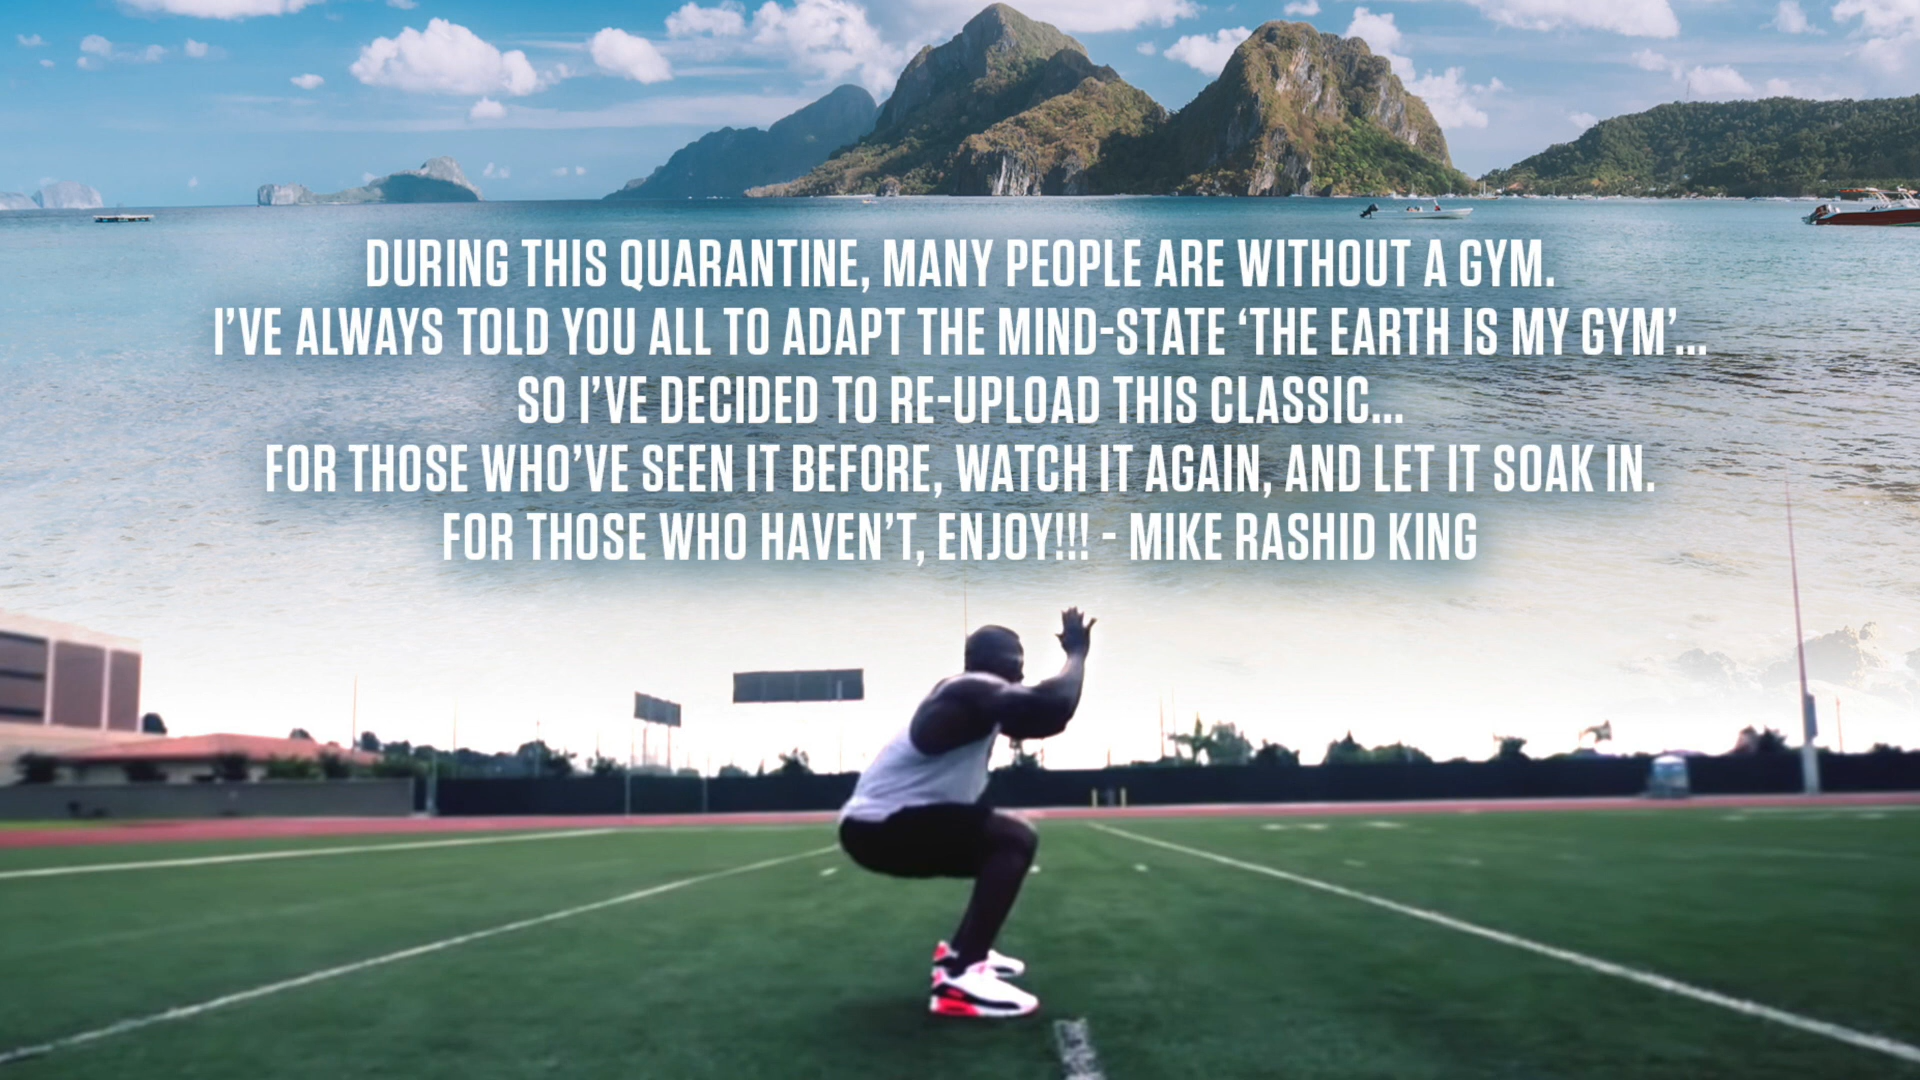 DURING THIS QUARANTINE, MANY PEOPLE ARE WITHOUT A GYM.
I'VE ALWAYS TOLD YOU ALL TO ADAPT THE MIND-STATE ‘THE EARTH IS MY GYM’...
SO I'VE DECIDED TO RE-UPLOAD THIS CLASSIC...
FOR THOSE WHO'VE SEEN IT BEFORE, WATCH IT AGAIN, AND LET IT SOAK IN.
FOR THOSE WHO HAVEN'T, ENJOY!!! - MIKE RASHID KING